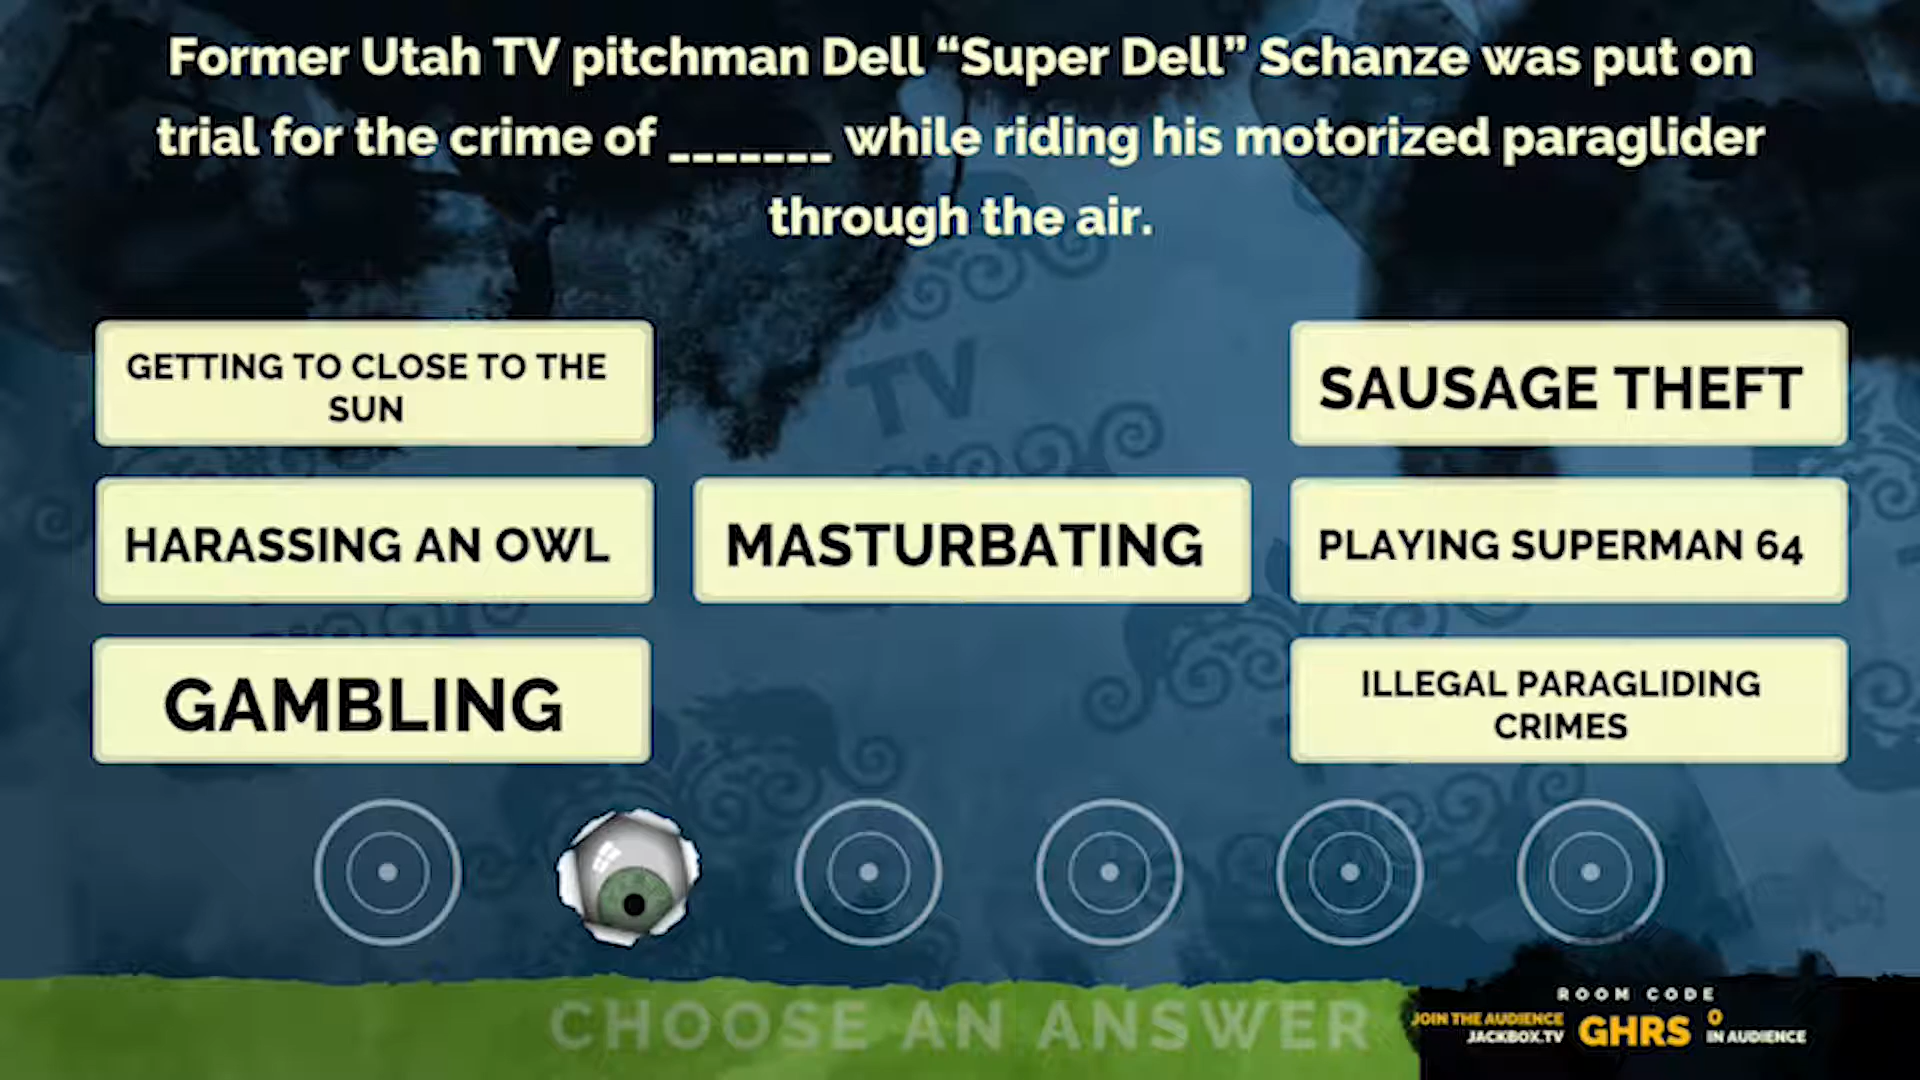 Former Utah TV pitchman Dell “Super Dell” Schanze was put on
trial for the crime of _______ while riding his motorized paraglider
through the air.
TV
GETTING TO CLOSE TO THE
SUN
SAUSAGE THEFT
HARASSING AN OWL
MASTURBATING
PLAYING SUPERMAN 64
GAMBLING
ILLEGAL PARAGLIDING
CRIMES
CHOOSE AN ANSWER
ROOM CODE
JOIN THE AUDIENCE
JACKBOX.TV
GHRS
0
IN AUDIENCE